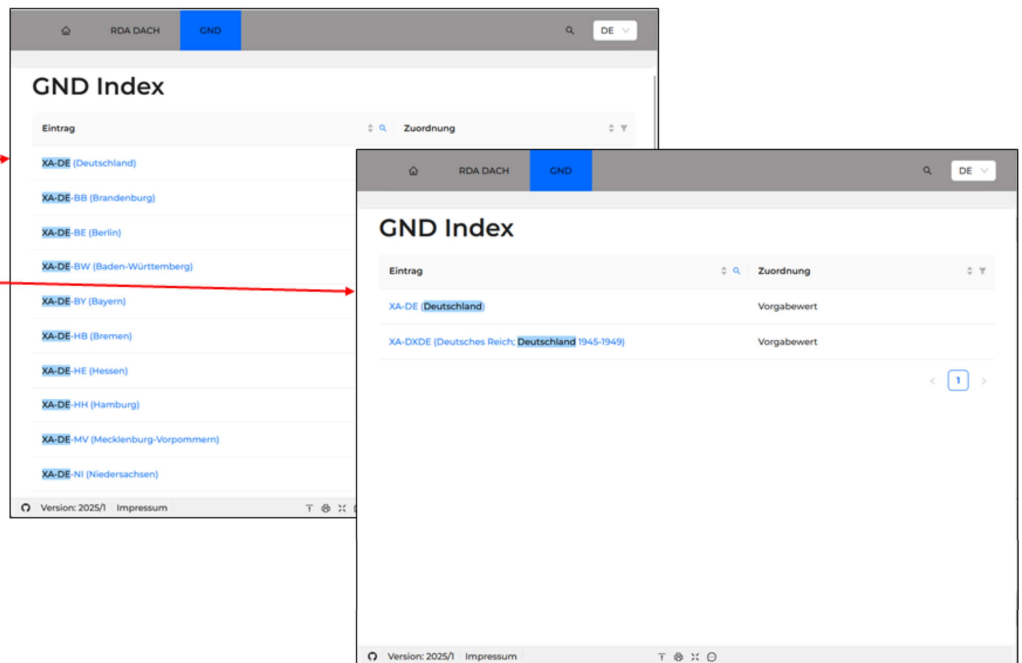 RDA DACH GND DE
GND Index
Eintrag Zuordnung
XA-DE (Deutschland)
XA-DE-BB (Brandenburg)
XA-DE-BE (Berlin)
XA-DE-BW (Baden-Württemberg)
XA-DE-BY (Bayern)
XA-DE-HB (Bremen)
XA-DE-HE (Hessen)
XA-DE-HH (Hamburg)
XA-DE-MV (Mecklenburg-Vorpommern)
XA-DE-NI (Niedersachsen)
Version: 2025/1 Impressum
RDA DACH GND DE
GND Index
Eintrag Zuordnung
XA-DE (Deutschland) Vorgabewert
XA-DXDE (Deutsches Reich; Deutschland 1945-1949) Vorgabewert
1
Version: 2025/1 Impressum